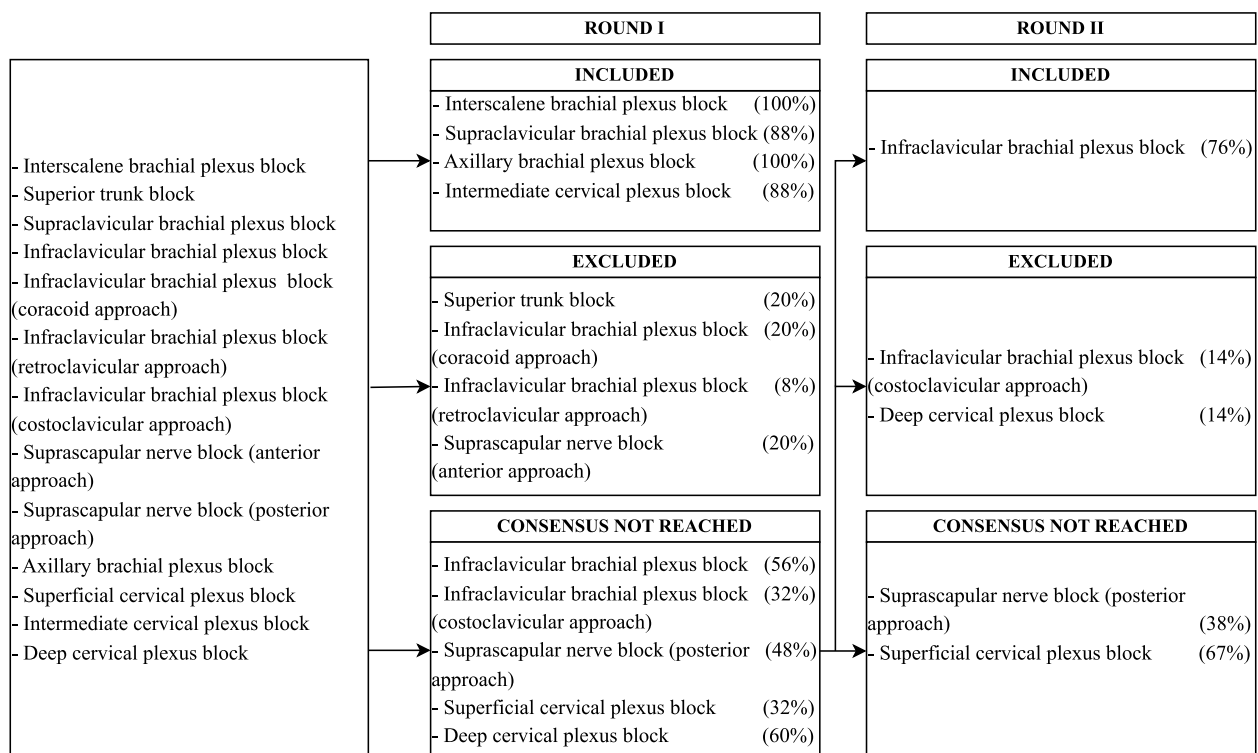 - Interscalene brachial plexus block
- Superior trunk block
- Supraclavicular brachial plexus block
- Infraclavicular brachial plexus block
- Infraclavicular brachial plexus block
(coracoid approach)
- Infraclavicular brachial plexus block
(retroclavicular approach)
- Infraclavicular brachial plexus block
(costoclavicular approach)
- Suprascapular nerve block (anterior
approach)
- Suprascapular nerve block (posterior
approach)
- Axillary brachial plexus block
- Superficial cervical plexus block
- Intermediate cervical plexus block
- Deep cervical plexus block
ROUND I
INCLUDED
- Interscalene brachial plexus block (100%)
- Supraclavicular brachial plexus block (88%)
- Axillary brachial plexus block (100%)
- Intermediate cervical plexus block (88%)
EXCLUDED
- Superior trunk block (20%)
- Infraclavicular brachial plexus block (20%)
(coracoid approach)
- Infraclavicular brachial plexus block (8%)
(retroclavicular approach)
- Suprascapular nerve block (20%)
(anterior approach)
CONSENSUS NOT REACHED
- Infraclavicular brachial plexus block (56%)
- Infraclavicular brachial plexus block (32%)
(costoclavicular approach)
- Suprascapular nerve block (posterior (48%)
approach)
- Superficial cervical plexus block (32%)
- Deep cervical plexus block (60%)
ROUND II
INCLUDED
- Infraclavicular brachial plexus block (76%)
EXCLUDED
- Infraclavicular brachial plexus block (14%)
(costoclavicular approach)
- Deep cervical plexus block (14%)
CONSENSUS NOT REACHED
- Suprascapular nerve block (posterior
approach) (38%)
- Superficial cervical plexus block (67%)